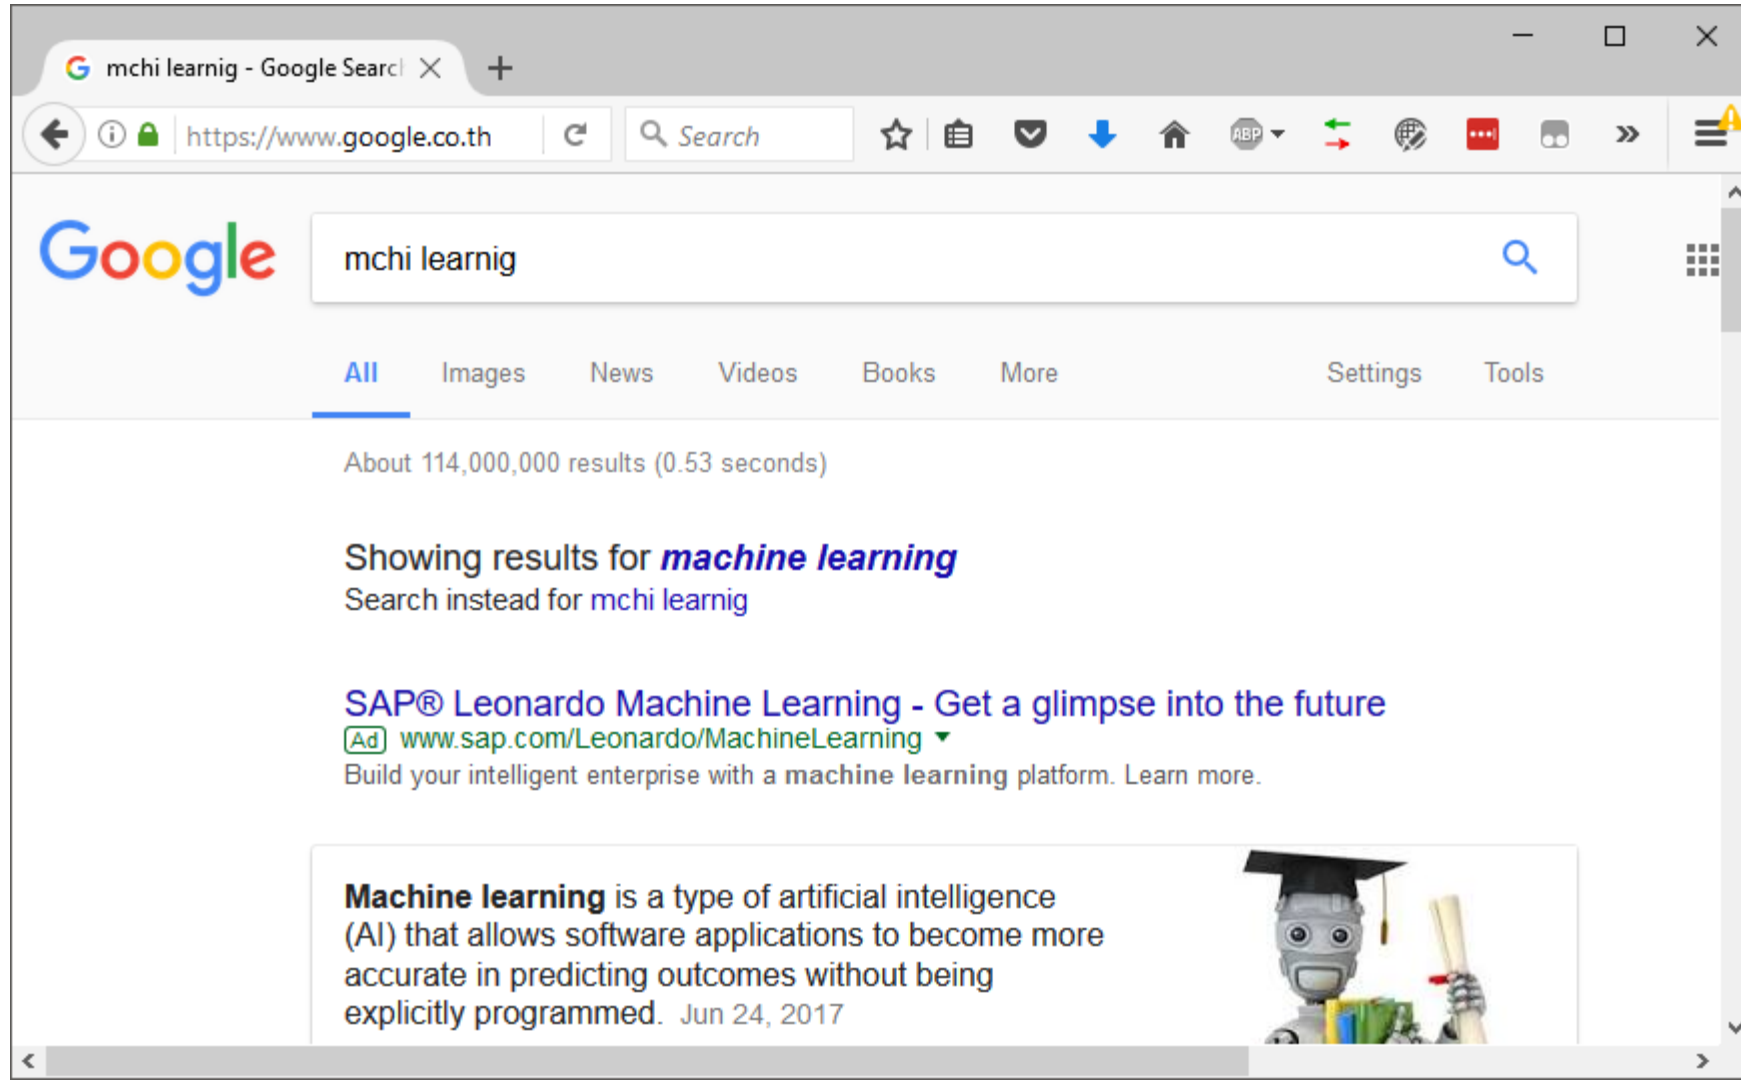 mchi learnig - Google Search
https://www.google.co.th
Search
ABP
Google
mchi learnig
All Images News Videos Books More Settings Tools
About 114,000,000 results (0.53 seconds)
Showing results for machine learning
Search instead for mchi learnig
SAP® Leonardo Machine Learning - Get a glimpse into the future
Ad www.sap.com/Leonardo/MachineLearning
Build your intelligent enterprise with a machine learning platform. Learn more.
Machine learning is a type of artificial intelligence
(AI) that allows software applications to become more
accurate in predicting outcomes without being
explicitly programmed. Jun 24, 2017